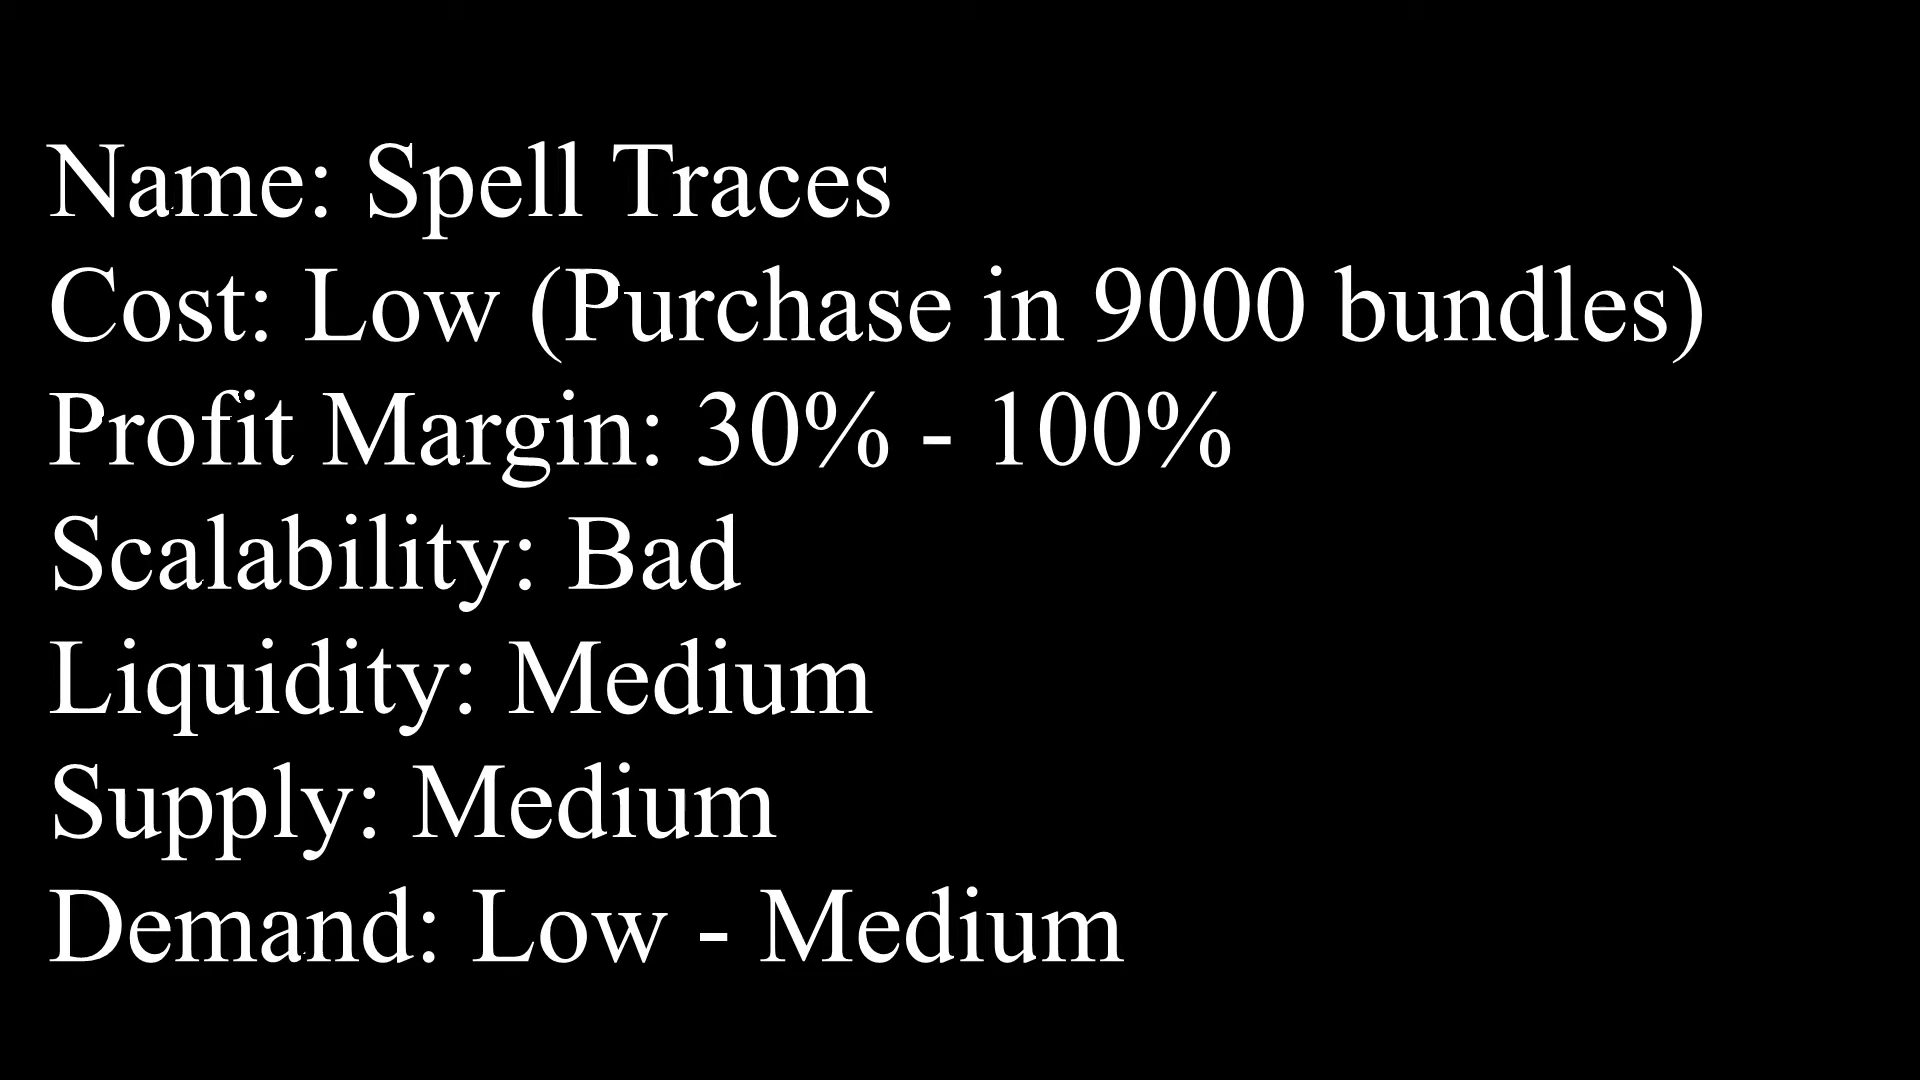 Name: Spell Traces
Cost: Low (Purchase in 9000 bundles)
Profit Margin: 30% - 100%
Scalability: Bad
Liquidity: Medium
Supply: Medium
Demand: Low - Medium